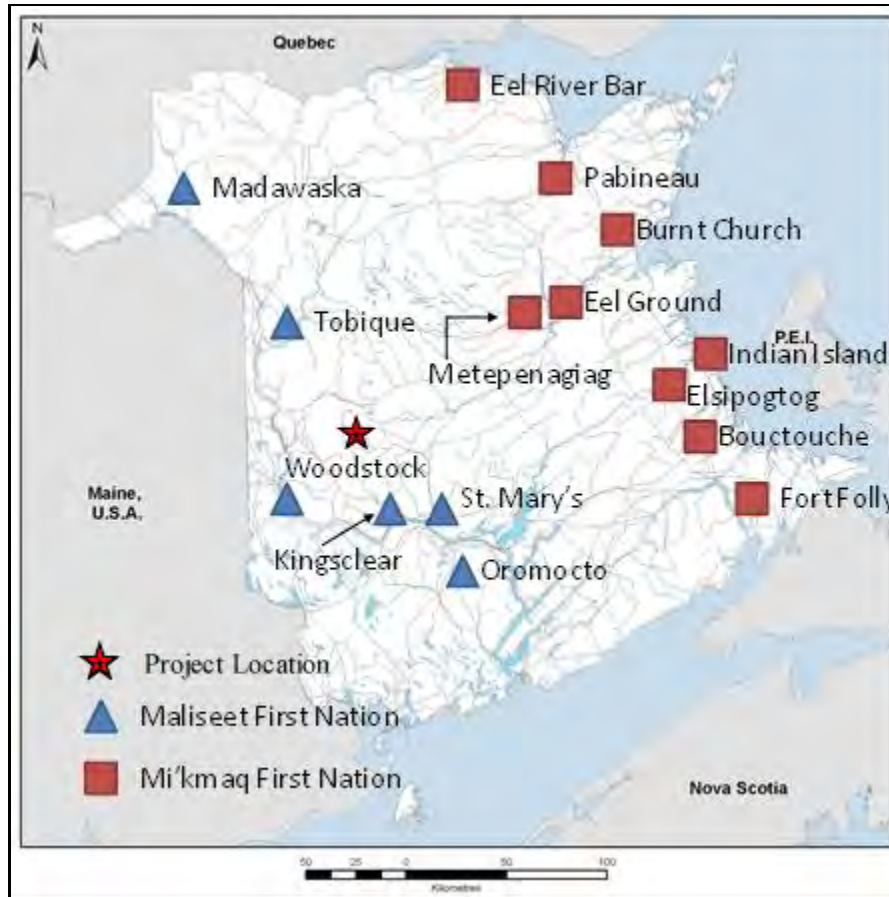 N
Quebec
Eel River Bar
Madawaska
Pabineau
Burnt Church
Eel Ground
Tobique
P.E.I.
Indian Island
Metepenagiag
Elsipogtog
Bouctouche
Woodstock
Maine,
U.S.A.
St. Mary's
Fort Folly
Kingsclear
Oromocto
Project Location
Maliseet First Nation
Mi'kmaq First Nation
Nova Scotia
50 25 0 50 100
Kilometres